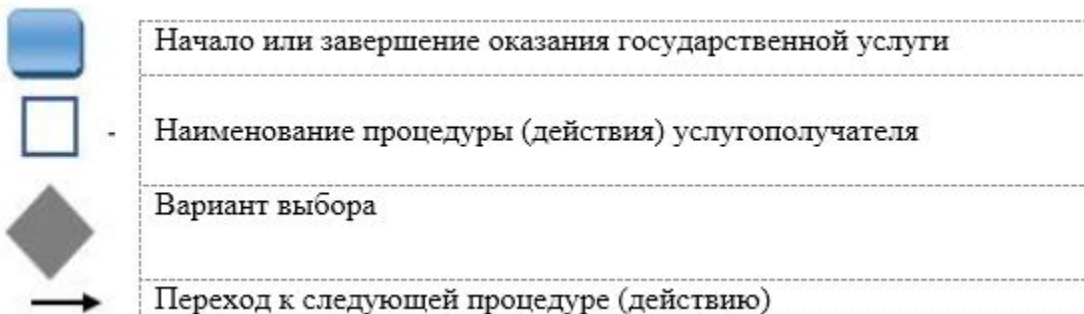 Начало или завершение оказания государственной услуги
- Наименование процедуры (действия) услугополучателя
Вариант выбора
Переход к следующей процедуре (действию)